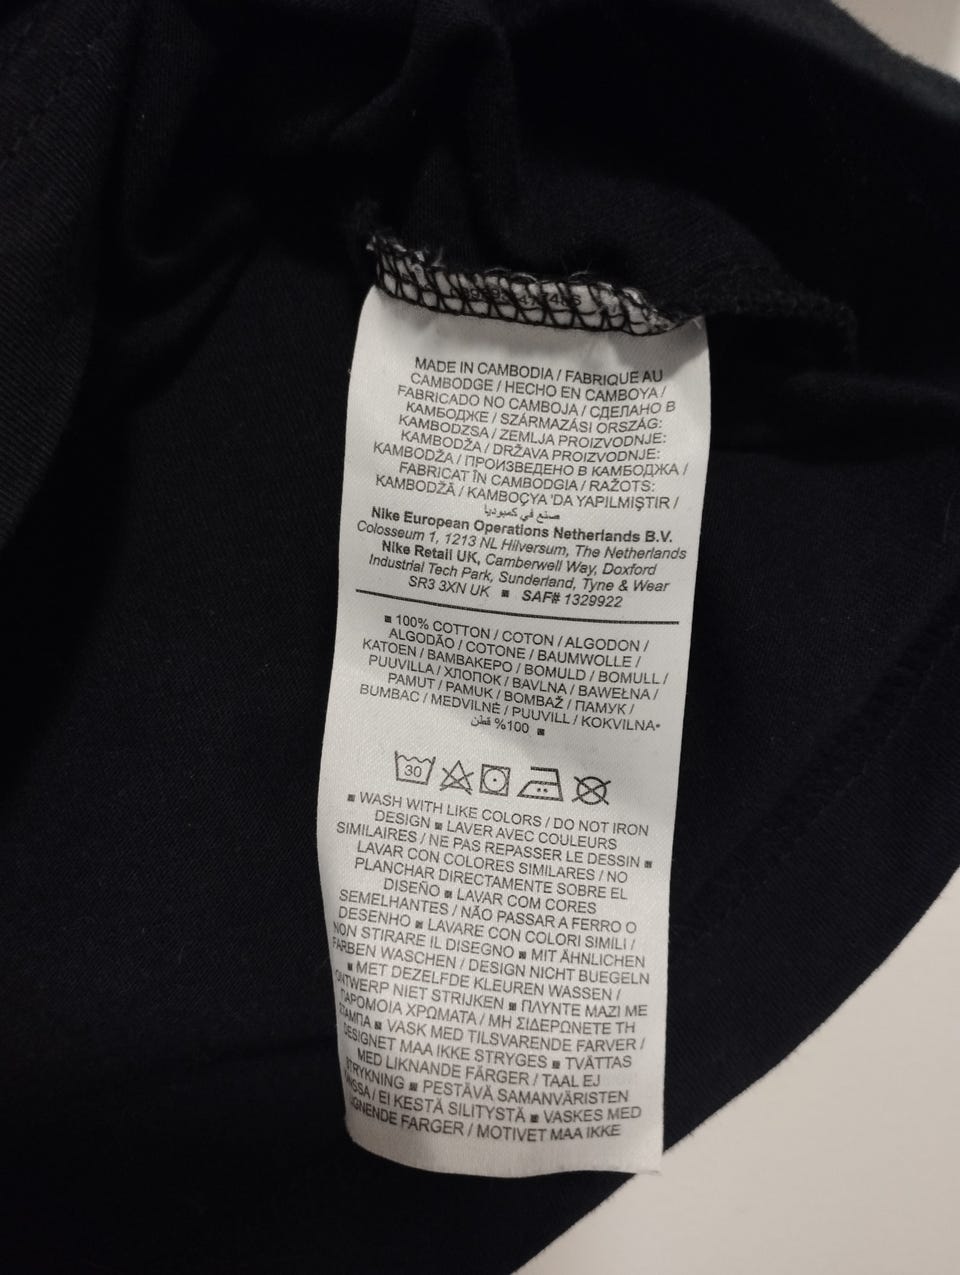 MADE IN CAMBODIA / FABRIQUE AU
CAMBODGE / HECHO EN CAMBOYA /
FABRICADO NO CAMBOJA / СДЕЛАНО В
КАМБОДЖЕ / SZÁRMAZÁSI ORSZÁG:
KAMBODZSA / ZEMLJA PROIZVODNJE:
KAMBODŽA / DRŽAVA PROIZVODNJE:
KAMBODŽA / ПРОИЗВЕДЕНО В КАМБОДЖА /
FABRICAT ÎN CAMBODGIA / RAŽOTS:
KAMBODŽĀ / KAMBOÇYA 'DA YAPILMIŞTIR /
صنع في كمبوديا
Nike European Operations Netherlands B.V.
Colosseum 1, 1213 NL Hilversum, The Netherlands
Nike Retail UK, Camberwell Way, Doxford
Industrial Tech Park, Sunderland, Tyne & Wear
SR3 3XN UK ▪ SAF# 1329922
▪ 100% COTTON / COTON / ALGODON /
ALGODÃO / COTONE / BAUMWOLLE /
KATOEN / ΒΑΜΒΑΚΕΡΟ / BOMULD / BOMULL /
PUUVILLA / ХЛОПОК / BAVLNA / BAWEŁNA /
PAMUT / PAMUK / BOMBAŽ / ПАМУК /
BUMBAC / MEDVILNĖ / PUUVILL / KOKVILNA•
100% قطن ▪
30
▪ WASH WITH LIKE COLORS / DO NOT IRON
DESIGN ▪ LAVER AVEC COULEURS
SIMILAIRES / NE PAS REPASSER LE DESSIN ▪
LAVAR CON COLORES SIMILARES / NO
PLANCHAR DIRECTAMENTE SOBRE EL
DISEÑO ▪ LAVAR COM CORES
SEMELHANTES / NÃO PASSAR A FERRO O
DESENHO ▪ LAVARE CON COLORI SIMILI /
NON STIRARE IL DISEGNO ▪ MIT ÄHNLICHEN
FARBEN WASCHEN / DESIGN NICHT BUEGELN
▪ MET DEZELFDE KLEUREN WASSEN /
ONTWERP NIET STRIJKEN ▪ ΠΛΥΝΤΕ ΜΑΖΙ ΜΕ
ΠΑΡΟΜΟΙΑ ΧΡΩΜΑΤΑ / ΜΗ ΣΙΔΕΡΩΝΕΤΕ ΤΗ
ΣΤΑΜΠΑ ▪ VASK MED TILSVARENDE FARVER /
DESIGNET MAA IKKE STRYGES ▪ TVÄTTAS
MED LIKNANDE FÄRGER / TAAL EJ
STRYKNING ▪ PESTÄVÄ SAMANVÄRISTEN
KANSSA / EI KESTÄ SILITYSTÄ ▪ VASKES MED
LIGNENDE FARGER / MOTIVET MAA IKKE